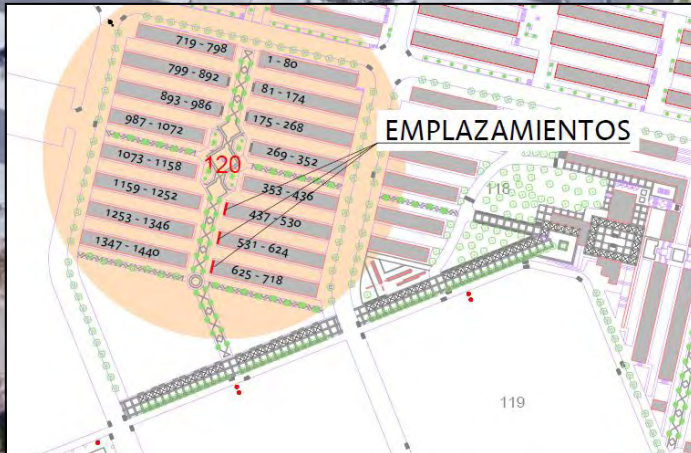 719 - 798
1 - 80
799 - 892
81 - 174
893 - 986
175 - 268
EMPLAZAMIENTOS
987 - 1072
269 - 352
1073 - 1158
120
353 - 436
118
1159 - 1252
437 - 530
1253 - 1346
531 - 624
1347 - 1440
625 - 718
119